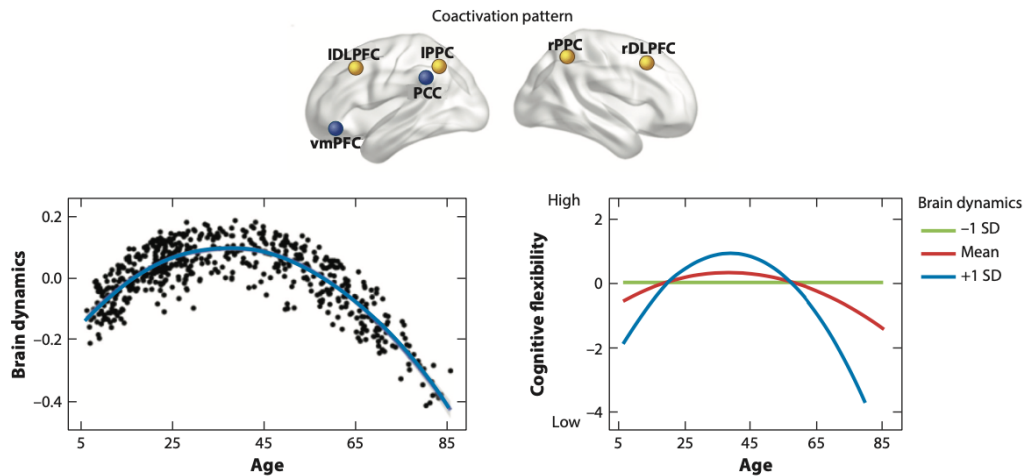 Coactivation pattern
lDLPFC
lPPC
PCC
vmPFC
rPPC
rDLPFC
Brain dynamics
0.2
0.0
−0.2
−0.4
5
25
45
65
85
Age
High
Low
Cognitive flexibility
2
0
−2
−4
5
25
45
65
85
Age
Brain dynamics
−1 SD
Mean
+1 SD